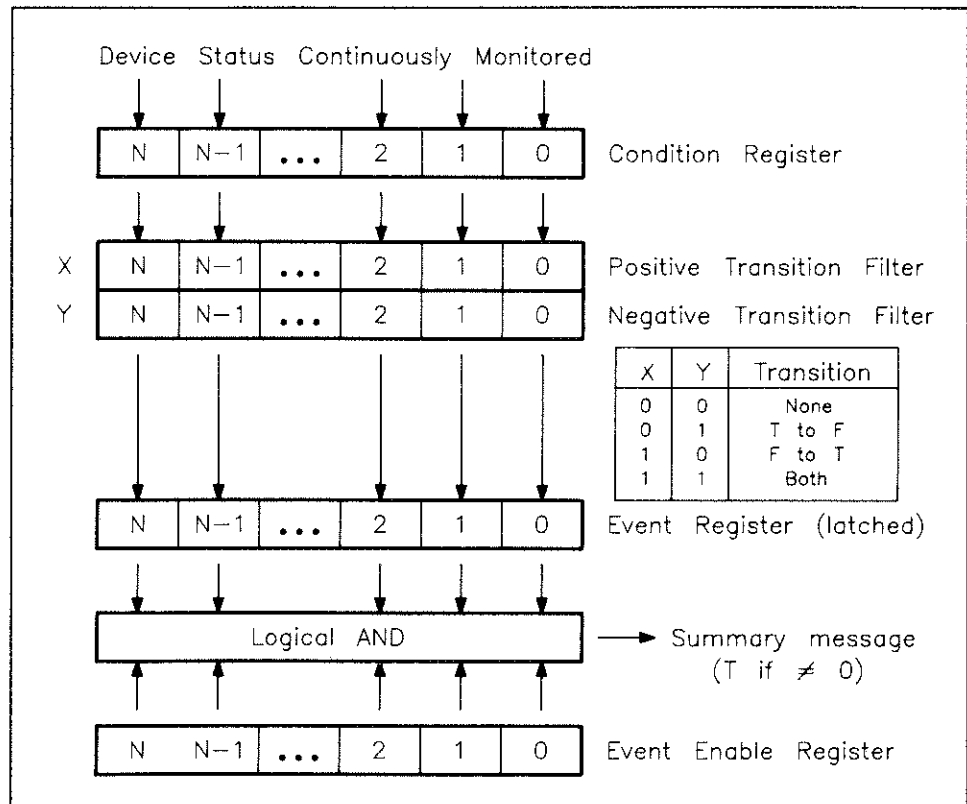 Device Status Continuously Monitored
N N-1 ... 2 1 0 Condition Register
X N N-1 ... 2 1 0 Positive Transition Filter
Y N N-1 ... 2 1 0 Negative Transition Filter
X Y Transition
0 0 None
0 1 T to F
1 0 F to T
1 1 Both
N N-1 ... 2 1 0 Event Register (latched)
Logical AND Summary message
(T if ≠ 0)
N N-1 ... 2 1 0 Event Enable Register